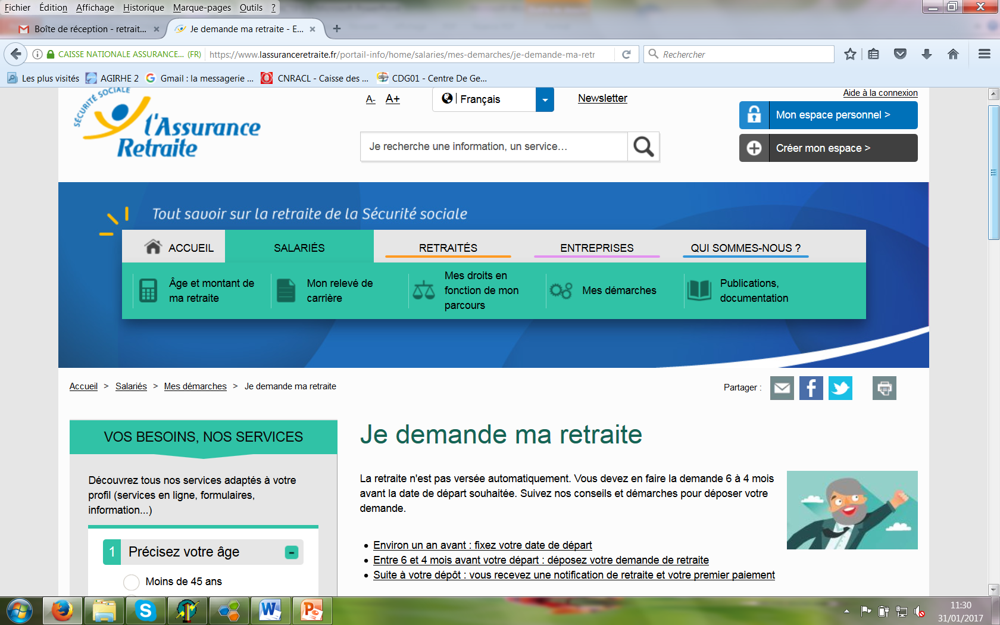 Fichier Édition Affichage Historique Marque-pages Outils ?
Boîte de réception - retrait... Je demande ma retraite - E...
CAISSE NATIONALE ASSURANCE... (FR) https://www.lassuranceretraite.fr/portail-info/home/salaries/mes-demarches/je-demande-ma-retr Rechercher
Les plus visités AGIRHE 2 Gmail : la messagerie ... CNRACL - Caisse des ... CDG01 - Centre De Ge...
SÉCURITÉ SOCIALE
l'Assurance
Retraite
A- A+ Français Newsletter
Aide à la connexion
Mon espace personnel >
Je recherche une information, un service...
Créer mon espace >
Tout savoir sur la retraite de la Sécurité sociale
ACCUEIL SALARIÉS RETRAITÉS ENTREPRISES QUI SOMMES-NOUS ?
Âge et montant de
ma retraite
Mon relevé de
carrière
Mes droits en
fonction de mon
parcours
Mes démarches
Publications,
documentation
Accueil > Salariés > Mes démarches > Je demande ma retraite
Partager :
VOS BESOINS, NOS SERVICES
Découvrez tous nos services adaptés à votre
profil (services en ligne, formulaires,
information...)
1 Précisez votre âge
Moins de 45 ans
Je demande ma retraite
La retraite n'est pas versée automatiquement. Vous devez en faire la demande 6 à 4 mois
avant la date de départ souhaitée. Suivez nos conseils et démarches pour déposer votre
demande.
Environ un an avant : fixez votre date de départ
Entre 6 et 4 mois avant votre départ : déposez votre demande de retraite
Suite à votre dépôt : vous recevez une notification de retraite et votre premier paiement
11:30
31/01/2017